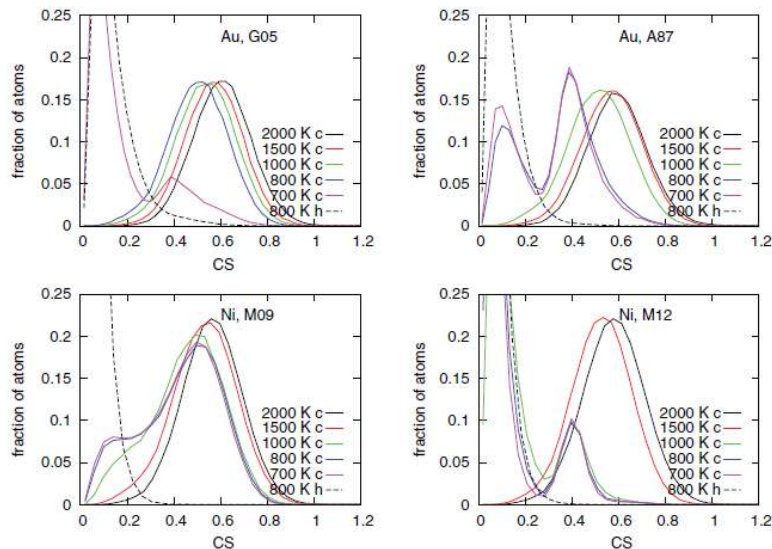 Au, G05
fraction of atoms
0.25
0.2
0.15
0.1
0.05
0
2000 K c
1500 K c
1000 K c
800 K c
700 K c
800 K h
0 0.2 0.4 0.6 0.8 1 1.2
CS
Au, A87
fraction of atoms
0.25
0.2
0.15
0.1
0.05
0
2000 K c
1500 K c
1000 K c
800 K c
700 K c
800 K h
0 0.2 0.4 0.6 0.8 1 1.2
CS
Ni, M09
fraction of atoms
0.25
0.2
0.15
0.1
0.05
0
2000 K c
1500 K c
1000 K c
800 K c
700 K c
800 K h
0 0.2 0.4 0.6 0.8 1 1.2
CS
Ni, M12
fraction of atoms
0.25
0.2
0.15
0.1
0.05
0
2000 K c
1500 K c
1000 K c
800 K c
700 K c
800 K h
0 0.2 0.4 0.6 0.8 1 1.2
CS